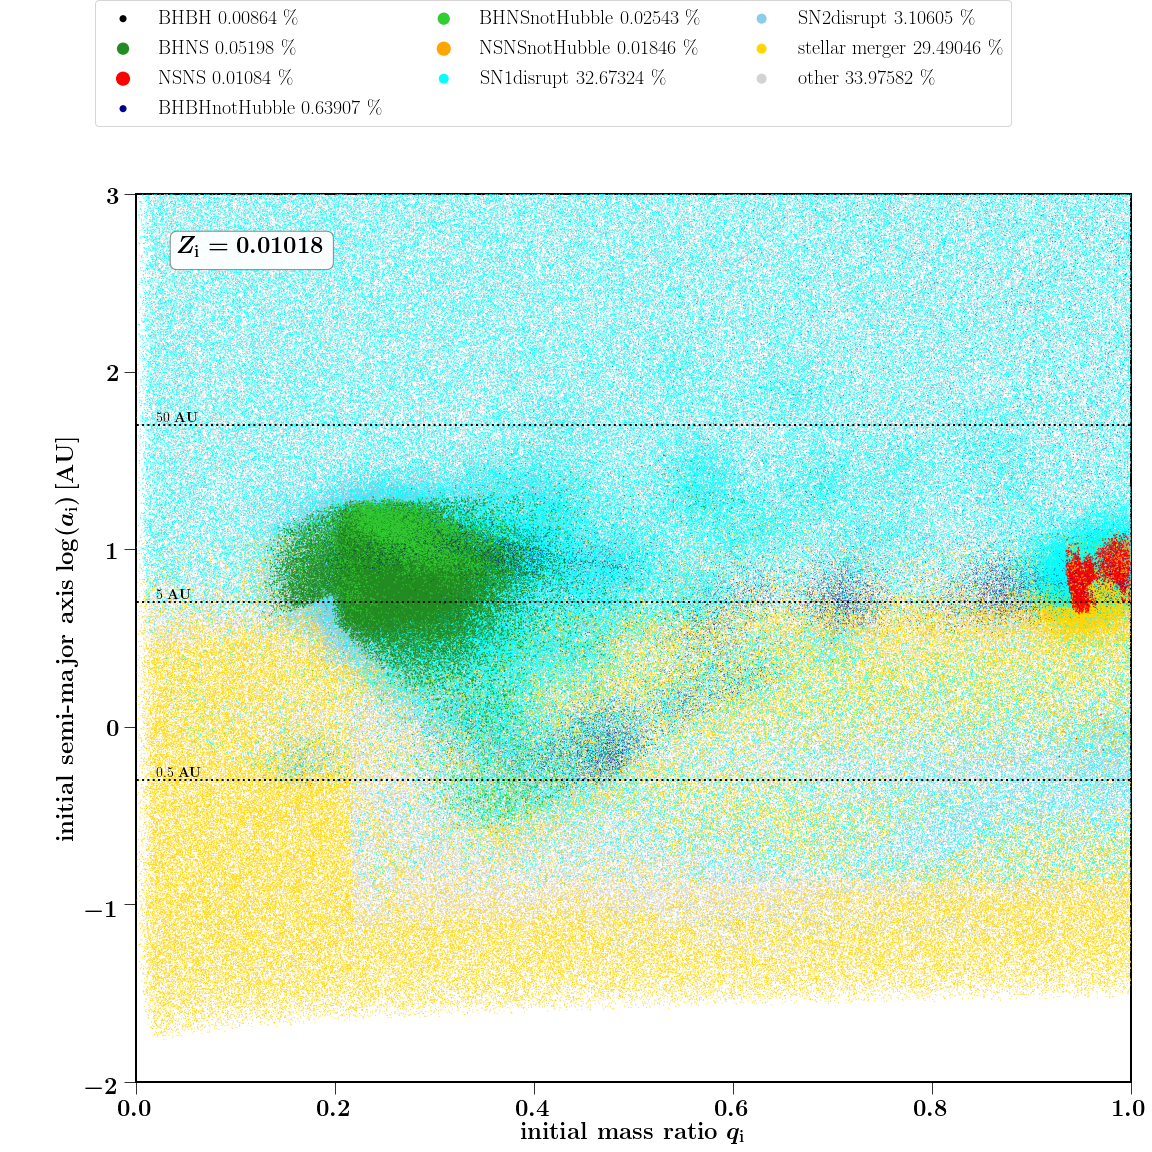 BHBH 0.00864 %
BHNS 0.05198 %
NSNS 0.01084 %
BHBHnotHubble 0.63907 %
BHNSnotHubble 0.02543 %
NSNSnotHubble 0.01846 %
SN1disrupt 32.67324 %
SN2disrupt 3.10605 %
stellar merger 29.49046 %
other 33.97582 %
Zi = 0.01018
50 AU
5 AU
0.5 AU
3
2
1
0
−1
−2
initial semi-major axis log(ai) [AU]
0.0 0.2 0.4 0.6 0.8 1.0
initial mass ratio qi